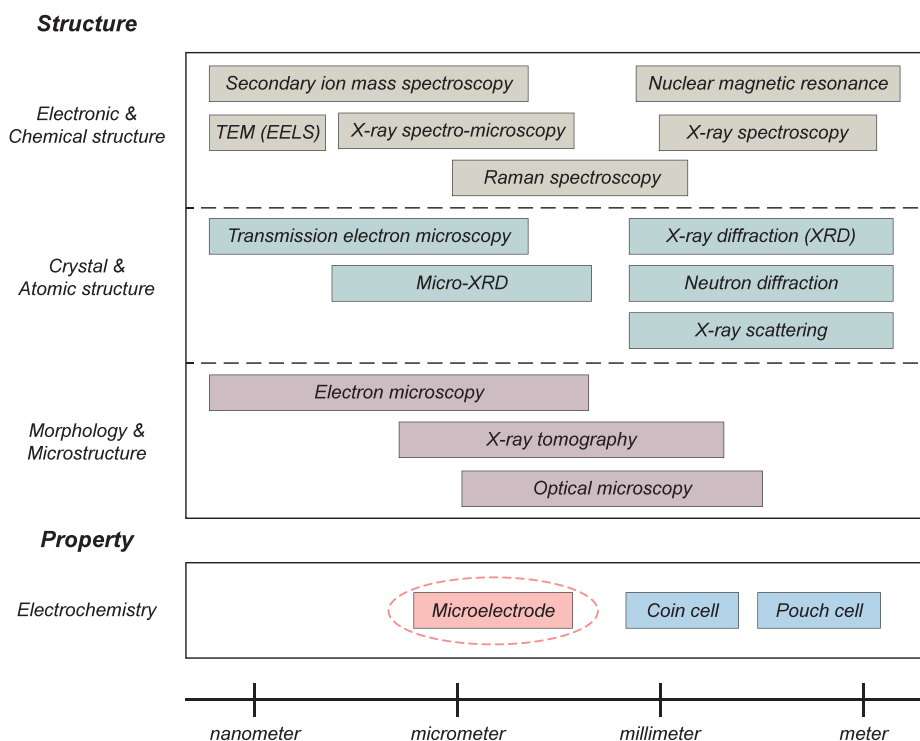 Structure
Electronic &
Chemical structure
Secondary ion mass spectroscopy
Nuclear magnetic resonance
TEM (EELS)
X-ray spectro-microscopy
X-ray spectroscopy
Raman spectroscopy
Crystal &
Atomic structure
Transmission electron microscopy
X-ray diffraction (XRD)
Micro-XRD
Neutron diffraction
X-ray scattering
Morphology &
Microstructure
Electron microscopy
X-ray tomography
Optical microscopy
Property
Electrochemistry
Microelectrode
Coin cell
Pouch cell
nanometer
micrometer
millimeter
meter